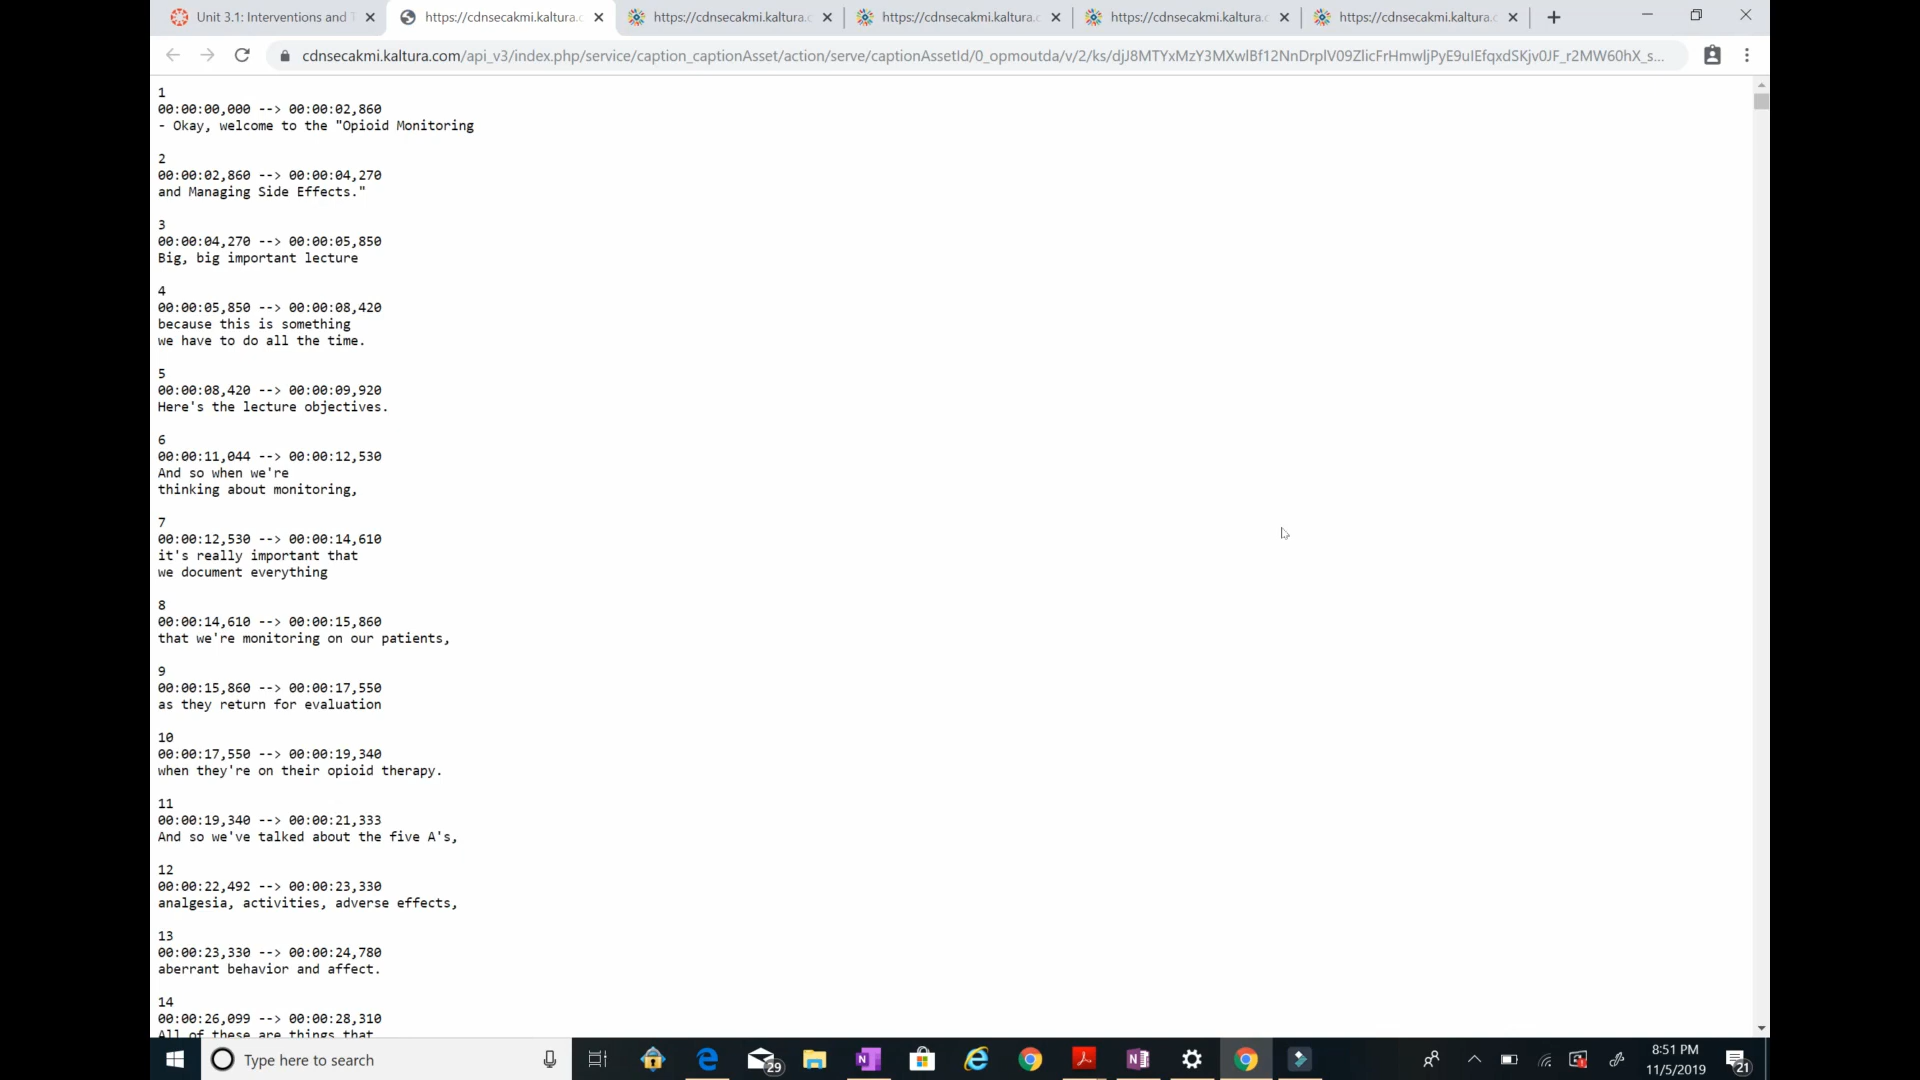 Unit 3.1: Interventions and T
https://cdnsecakmi.kaltura.c
https://cdnsecakmi.kaltura.c
https://cdnsecakmi.kaltura.c
https://cdnsecakmi.kaltura.c
https://cdnsecakmi.kaltura.c
cdnsecakmi.kaltura.com/api_v3/index.php/service/caption_captionAsset/action/serve/captionAssetId/0_opmoutda/v/2/ks/
1
00:00:00,000 --> 00:00:02,860
- Okay, welcome to the "Opioid Monitoring
2
00:00:02,860 --> 00:00:04,270
and Managing Side Effects."
3
00:00:04,270 --> 00:00:05,850
Big, big important lecture
4
00:00:05,850 --> 00:00:08,420
because this is something
we have to do all the time.
5
00:00:08,420 --> 00:00:09,920
Here's the lecture objectives.
6
00:00:11,044 --> 00:00:12,530
And so when we're
thinking about monitoring,
7
00:00:12,530 --> 00:00:14,610
it's really important that
we document everything
8
00:00:14,610 --> 00:00:15,860
that we're monitoring on our patients,
9
00:00:15,860 --> 00:00:17,550
as they return for evaluation
10
00:00:17,550 --> 00:00:19,340
when they're on their opioid therapy.
11
00:00:19,340 --> 00:00:21,333
And so we've talked about the five A's,
12
00:00:22,492 --> 00:00:23,330
analgesia, activities, adverse effects,
13
00:00:23,330 --> 00:00:24,780
aberrant behavior and affect.
14
00:00:26,099 --> 00:00:28,310
All of these are things that
Type here to search
29
8:51 PM
11/5/2019
21